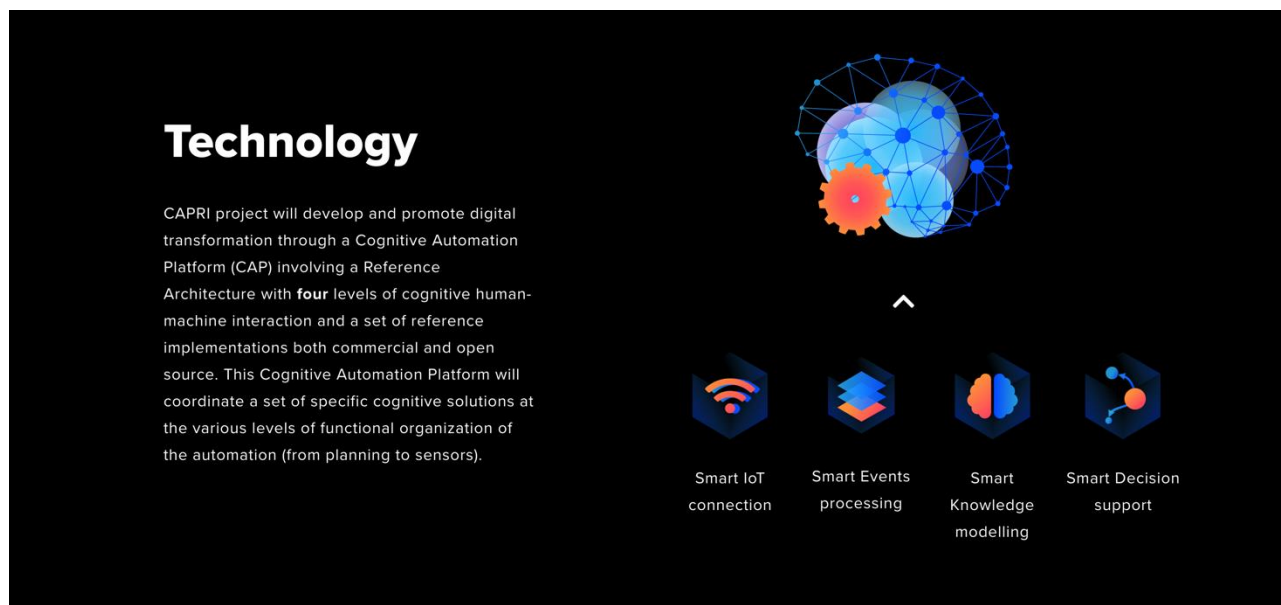 Technology
CAPRI project will develop and promote digital
transformation through a Cognitive Automation
Platform (CAP) involving a Reference
Architecture with four levels of cognitive human-
machine interaction and a set of reference
implementations both commercial and open
source. This Cognitive Automation Platform will
coordinate a set of specific cognitive solutions at
the various levels of functional organization of
the automation (from planning to sensors).
Smart IoT
connection
Smart Events
processing
Smart
Knowledge
modelling
Smart Decision
support